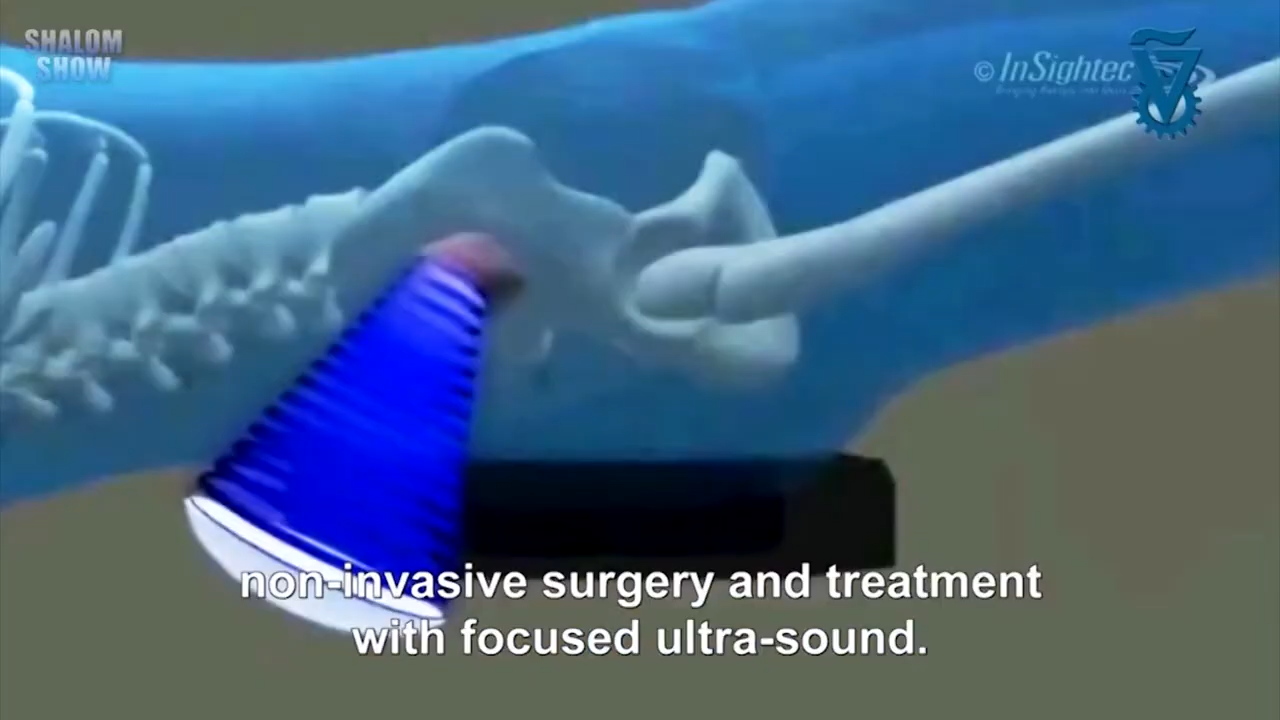 SHALOM
SHOW
© InSightec
non-invasive surgery and treatment
with focused ultra-sound.